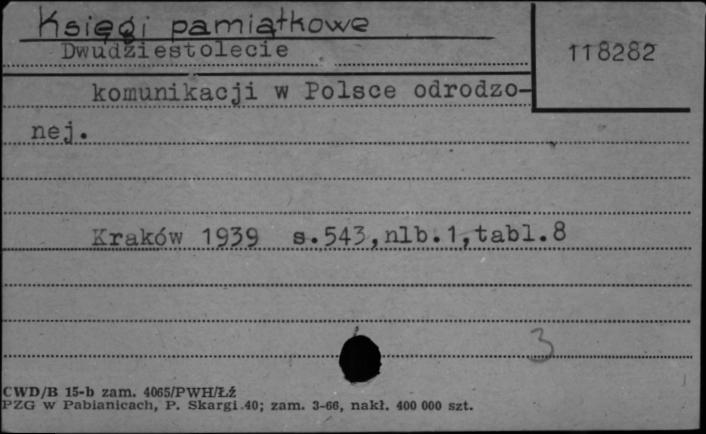 Księgi pamiątkowe
Dwudziestolecie
118282
komunikacji w Polsce odrodzo-
nej.
Kraków 1939 s.543,nlb.1,tabl.8
3
CWD/B 15-b zam. 4065/PWH/Łź
PZG w Pabianicach, P. Skargi 40; zam. 3-66, nakł. 400 000 szt.